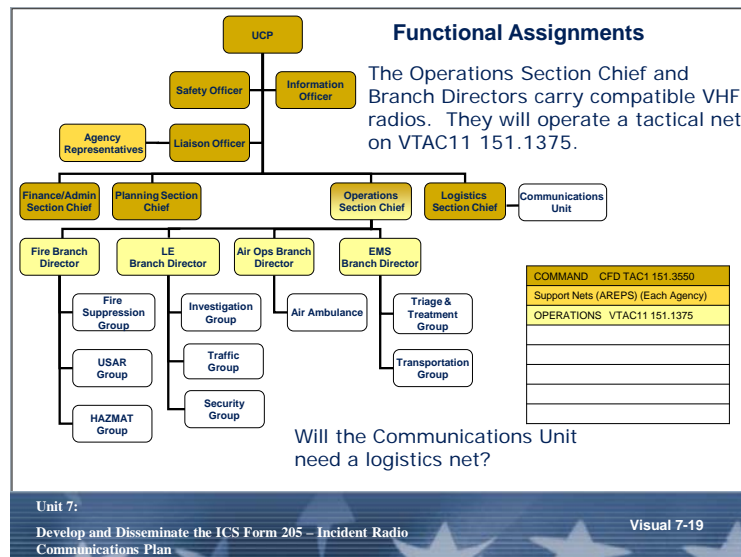 Functional Assignments
UCP
The Operations Section Chief and
Branch Directors carry compatible VHF
radios. They will operate a tactical net
on VTAC11 151.1375.
Safety Officer
Information
Officer
Agency
Representatives
Liaison Officer
Finance/Admin
Section Chief
Planning Section
Chief
Operations
Section Chief
Logistics
Section Chief
Communications
Unit
Fire Branch
Director
LE
Branch Director
Air Ops Branch
Director
EMS
Branch Director
Fire
Suppression
Group
Investigation
Group
Air Ambulance
Triage &
Treatment
Group
USAR
Group
Traffic
Group
Transportation
Group
HAZMAT
Group
Security
Group
COMMAND CFD TAC1 151.3550
Support Nets (AREPS) (Each Agency)
OPERATIONS VTAC11 151.1375
Will the Communications Unit
need a logistics net?
Unit 7:
Develop and Disseminate the ICS Form 205 – Incident Radio
Communications Plan
Visual 7-19